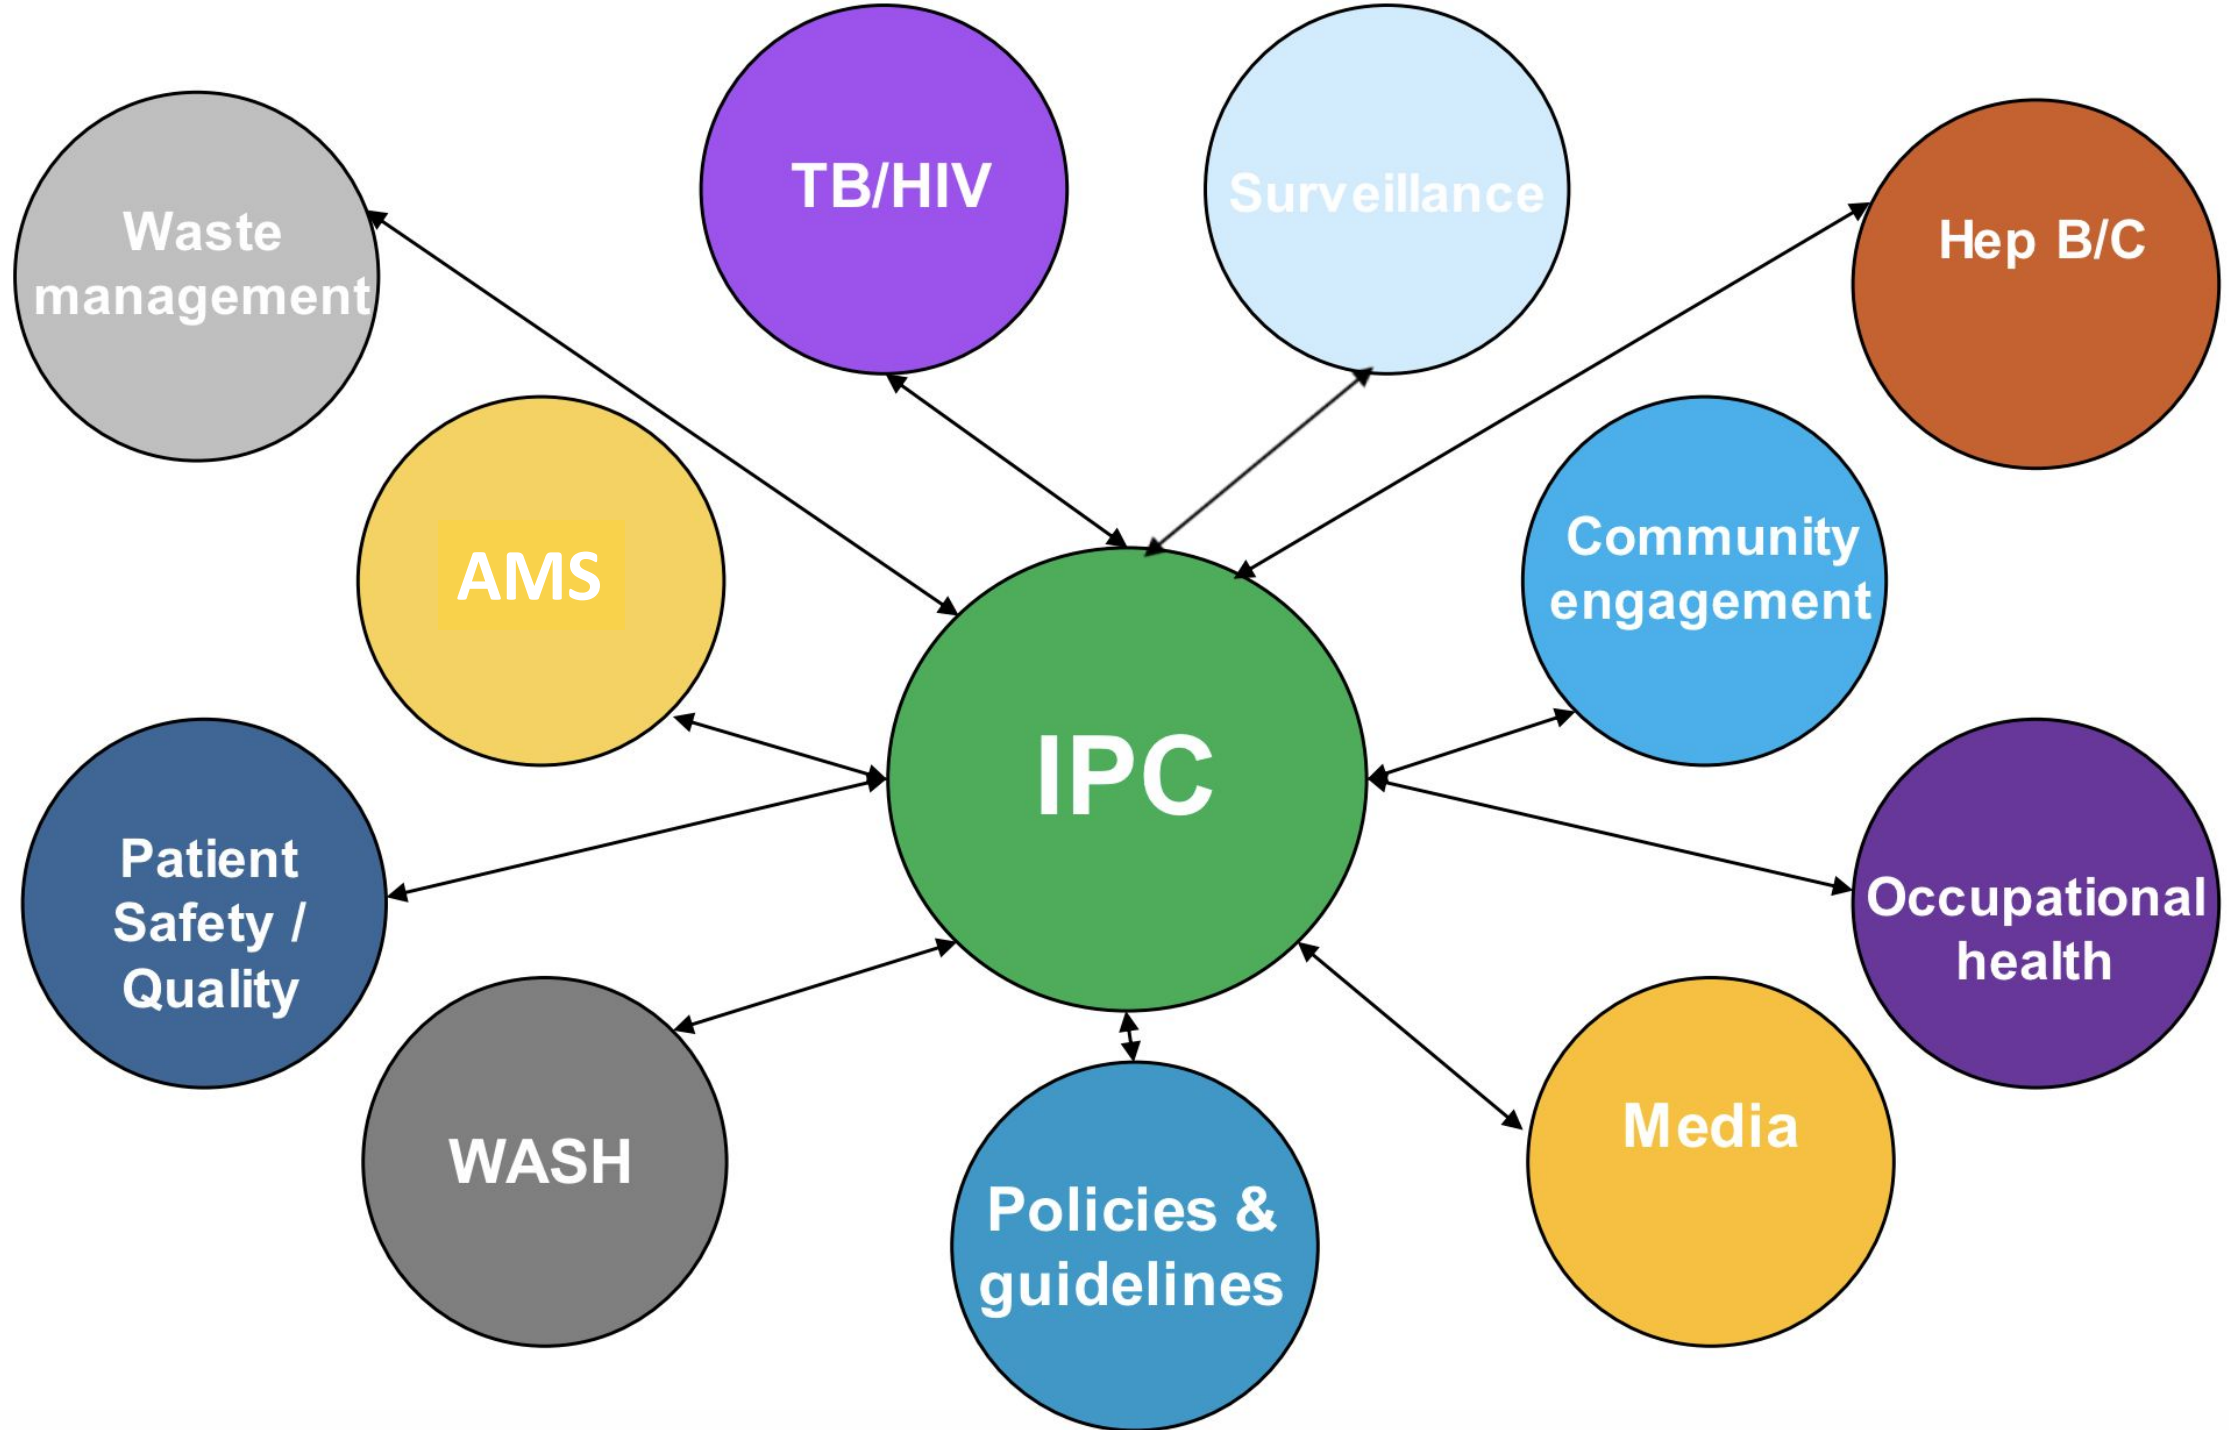 TB/HIV
Surveillance
Waste
management
Hep B/C
AMS
Community
engagement
IPC
Patient
Safety /
Quality
Occupational
health
WASH
Media
Policies &
guidelines